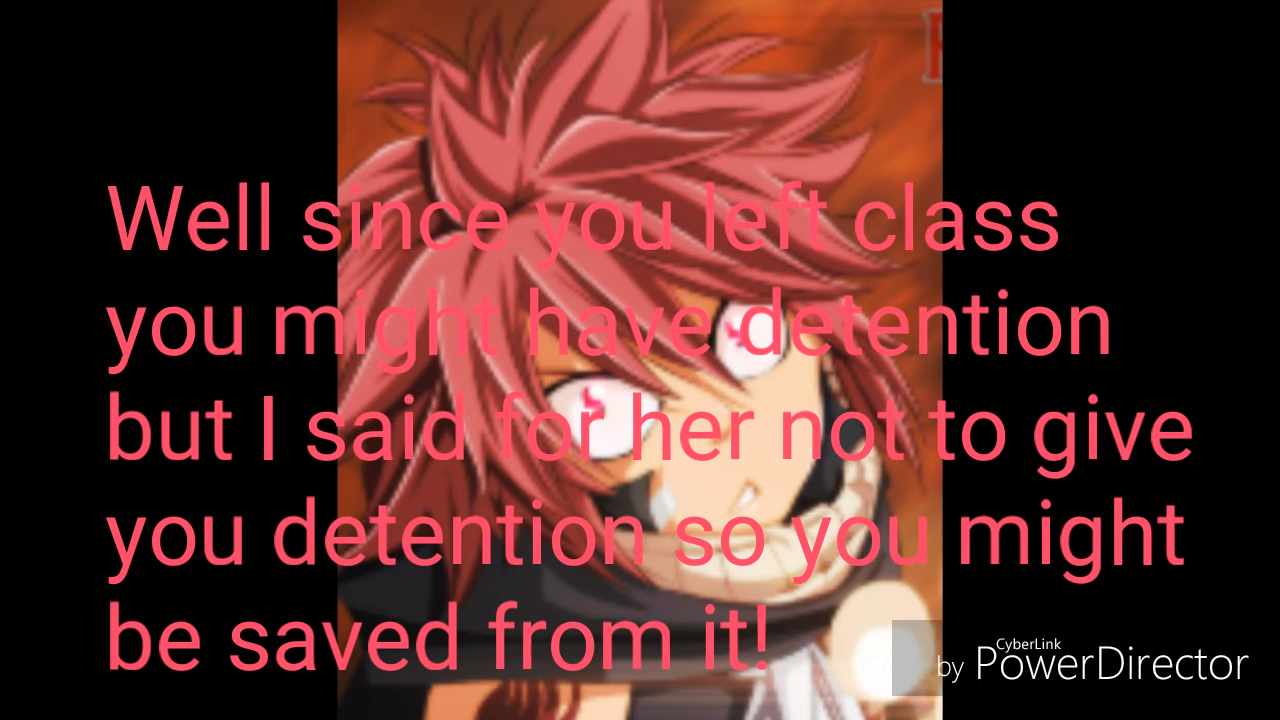 Well since you left class
you might have detention
but I said for her not to give
you detention so you might
be saved from it!
CyberLink
by PowerDirector